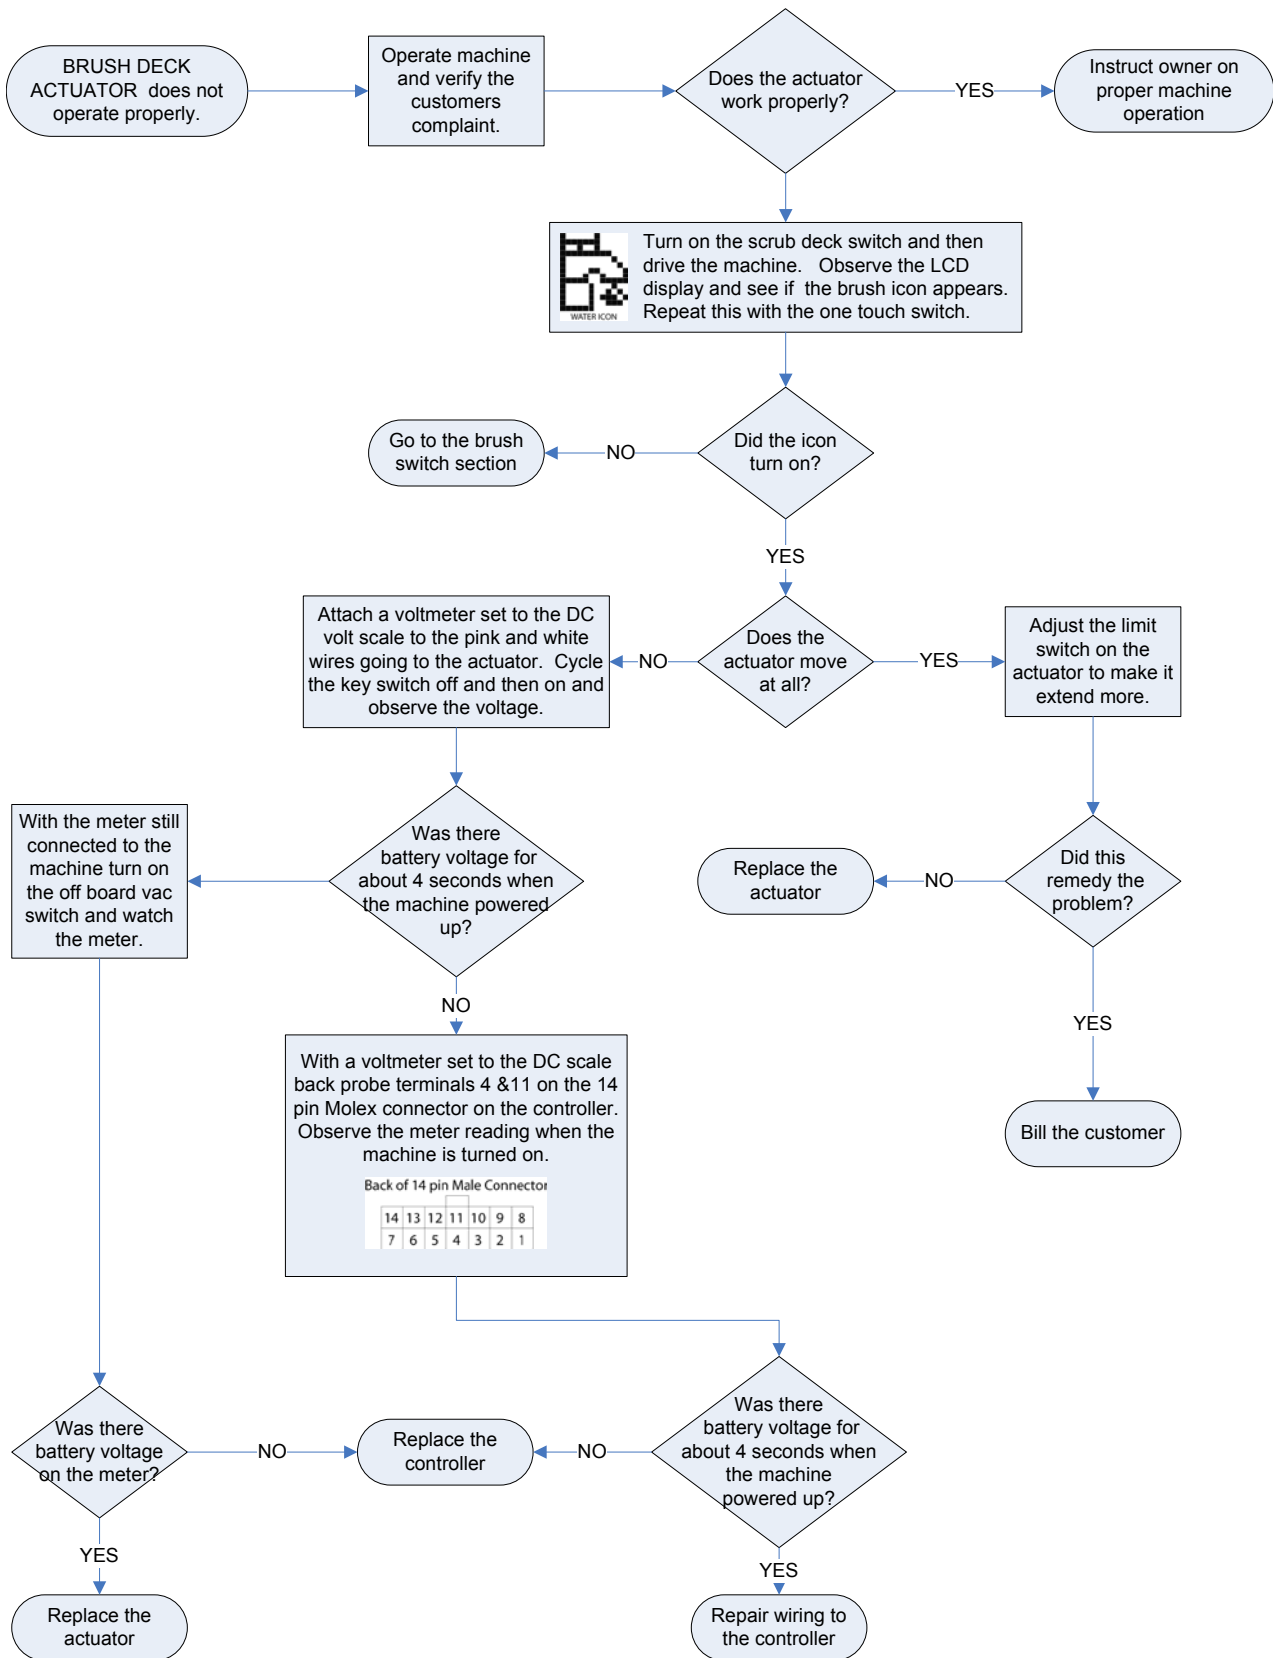 BRUSH DECK
ACTUATOR does not
operate properly.
Operate machine
and verify the
customers
complaint.
Does the actuator
work properly?
YES
Instruct owner on
proper machine
operation
Turn on the scrub deck switch and then
drive the machine. Observe the LCD
display and see if the brush icon appears.
Repeat this with the one touch switch.
WATER ICON
Did the icon
turn on?
NO
Go to the brush
switch section
YES
Does the
actuator move
at all?
NO
Attach a voltmeter set to the DC
volt scale to the pink and white
wires going to the actuator. Cycle
the key switch off and then on and
observe the voltage.
YES
Adjust the limit
switch on the
actuator to make it
extend more.
Was there
battery voltage for
about 4 seconds when
the machine powered
up?
With the meter still
connected to the
machine turn on
the off board vac
switch and watch
the meter.
Did this
remedy the
problem?
NO
Replace the
actuator
YES
Bill the customer
NO
With a voltmeter set to the DC scale
back probe terminals 4 &11 on the 14
pin Molex connector on the controller.
Observe the meter reading when the
machine is turned on.
Back of 14 pin Male Connector
14 13 12 11 10 9 8
7 6 5 4 3 2 1
Was there
battery voltage
on the meter?
NO
Replace the
controller
NO
Was there
battery voltage for
about 4 seconds when
the machine
powered up?
YES
Replace the
actuator
YES
Repair wiring to
the controller